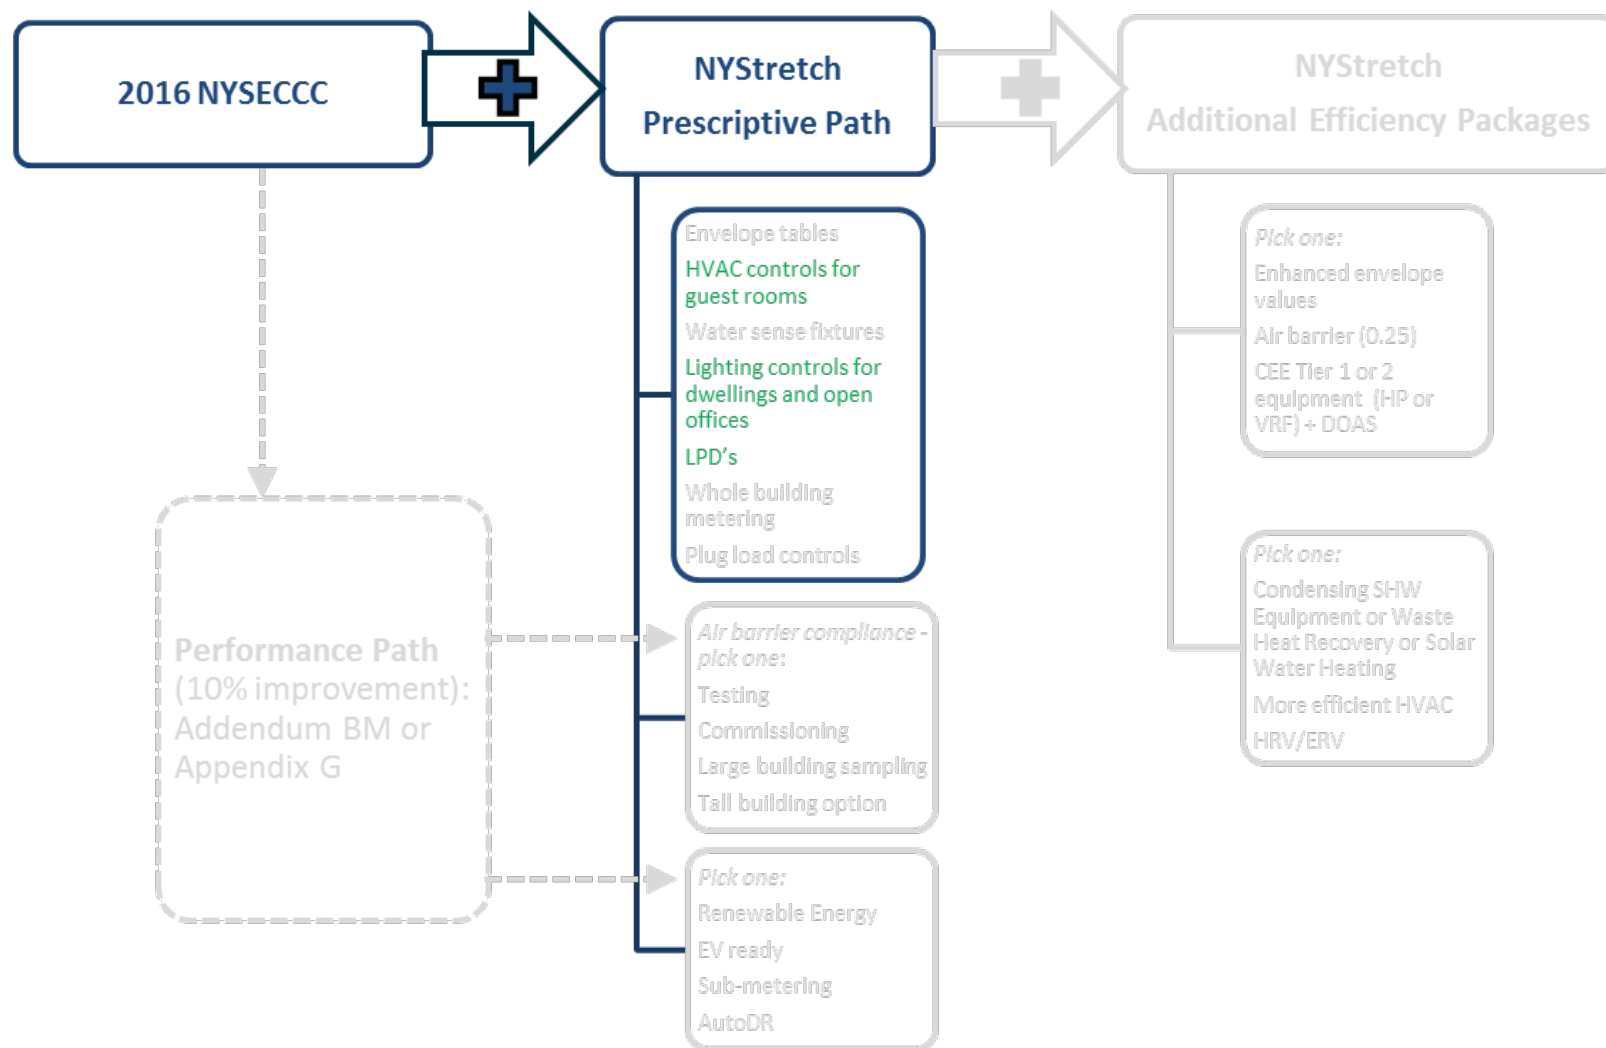 2016 NYSECCC
NYStretch
Prescriptive Path
NYStretch
Additional Efficiency Packages
Envelope tables
HVAC controls for
guest rooms
Water sense fixtures
Lighting controls for
dwellings and open
offices
LPD's
Whole building
metering
Plug load controls
Pick one:
Enhanced envelope
values
Air barrier (0.25)
CEE Tier 1 or 2
equipment (HP or
VRF) + DOAS
Performance Path
(10% improvement):
Addendum BM or
Appendix G
Air barrier compliance -
pick one:
Testing
Commissioning
Large building sampling
Tall building option
Pick one:
Condensing SHW
Equipment or Waste
Heat Recovery or Solar
Water Heating
More efficient HVAC
HRV/ERV
Pick one:
Renewable Energy
EV ready
Sub-metering
AutoDR